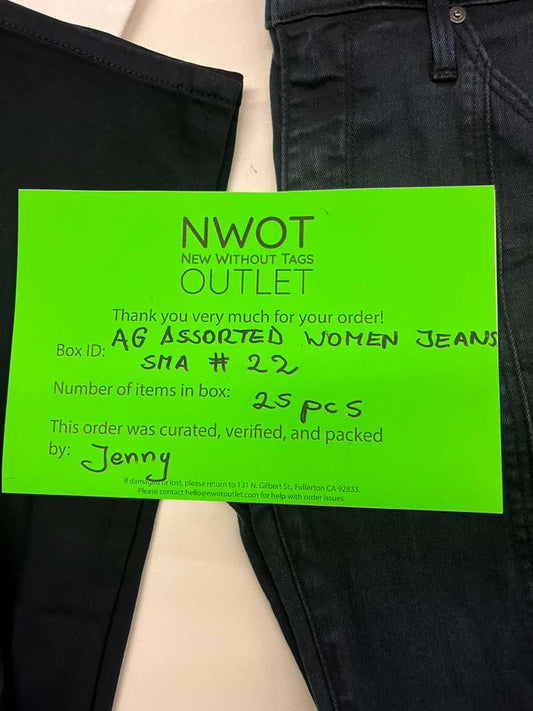 NWOT
NEW WITHOUT TAGS
OUTLET
Thank you very much for your order!
Box ID: AG ASSORTED WOMEN JEANS
SMA # 22
Number of items in box: 25 pcs
This order was curated, verified, and packed
by: Jenny
If damaged or lost, please return to 131 N. Gilbert St., Fullerton CA 92833.
Please contact hello@nwotoutlet.com for help with order issues.